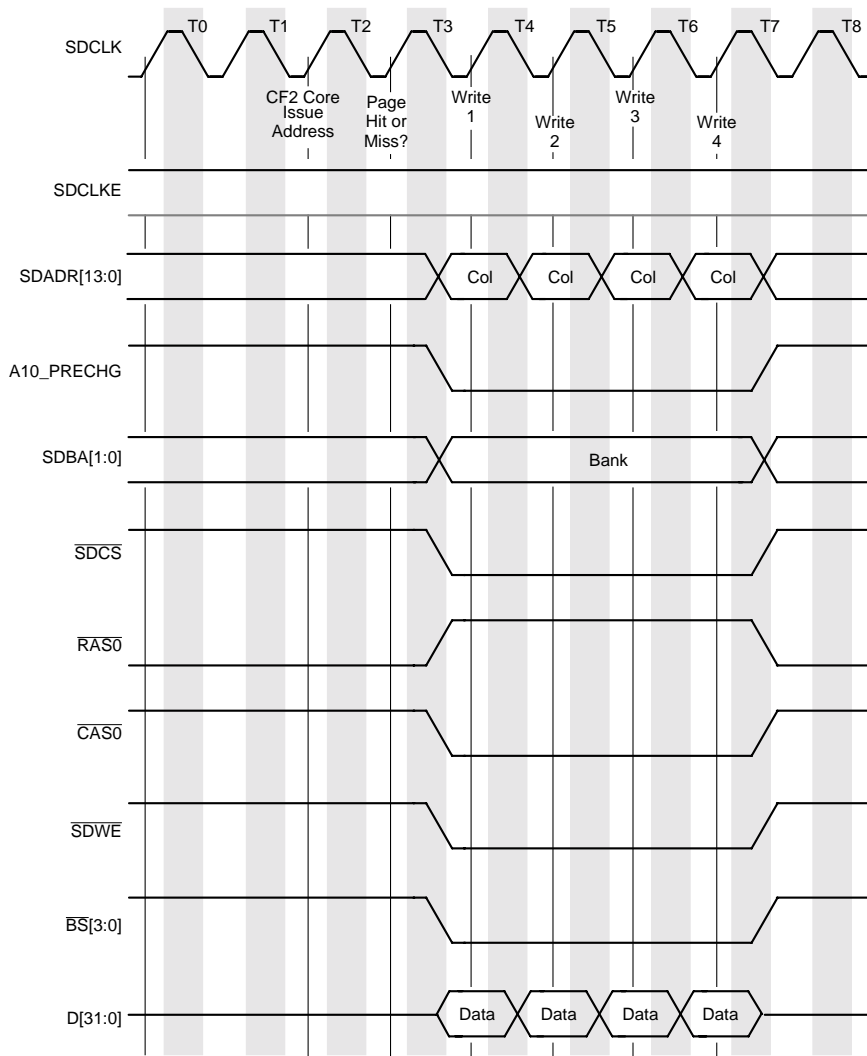 T0 T1 T2 T3 T4 T5 T6 T7 T8
SDCLK
CF2 Core
Issue
Address
Page
Hit or
Miss?
Write
1
Write
2
Write
3
Write
4
SDCLKE
SDADR[13:0]
Col Col Col Col
A10_PRECHG
SDBA[1:0]
Bank
SDCS
RAS0
CAS0
SDWE
BS[3:0]
D[31:0]
Data Data Data Data